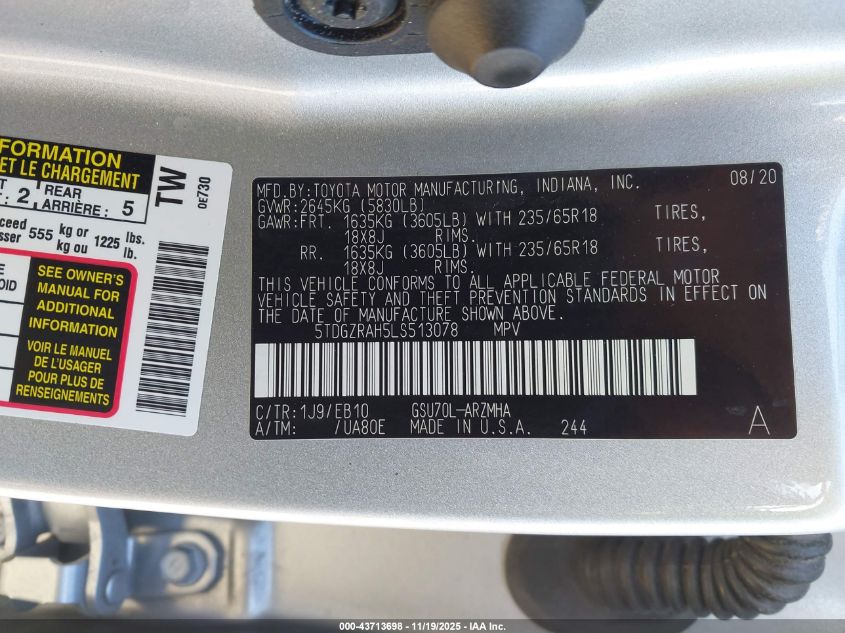 FORMATION
ET LE CHARGEMENT
2 REAR
ARRIÈRE: 5
555 kg or 1225 lbs.
kg ou lb.
SEE OWNER'S
MANUAL FOR
ADDITIONAL
INFORMATION
VOIR LE MANUEL
DE L'USAGER
POUR PLUS DE
RENSEIGNEMENTS
TW
0E730
MFD.BY:TOYOTA MOTOR MANUFACTURING, INDIANA, INC. 08/20
GVWR:2645KG (5830LB)
GAWR:FRT. 1635KG (3605LB) WITH 235/65R18 TIRES,
18X8J RIMS.
RR. 1635KG (3605LB) WITH 235/65R18 TIRES,
18X8J RIMS.
THIS VEHICLE CONFORMS TO ALL APPLICABLE FEDERAL MOTOR
VEHICLE SAFETY AND THEFT PREVENTION STANDARDS IN EFFECT ON
THE DATE OF MANUFACTURE SHOWN ABOVE.
5TDGZRAH5LS513078 MPV
C/TR:1J9/EB10 GSU70L-ARZMHA
A/TM: /UA80E MADE IN U.S.A. 244 A
000-43713698 - 11/19/2025 - IAA Inc.